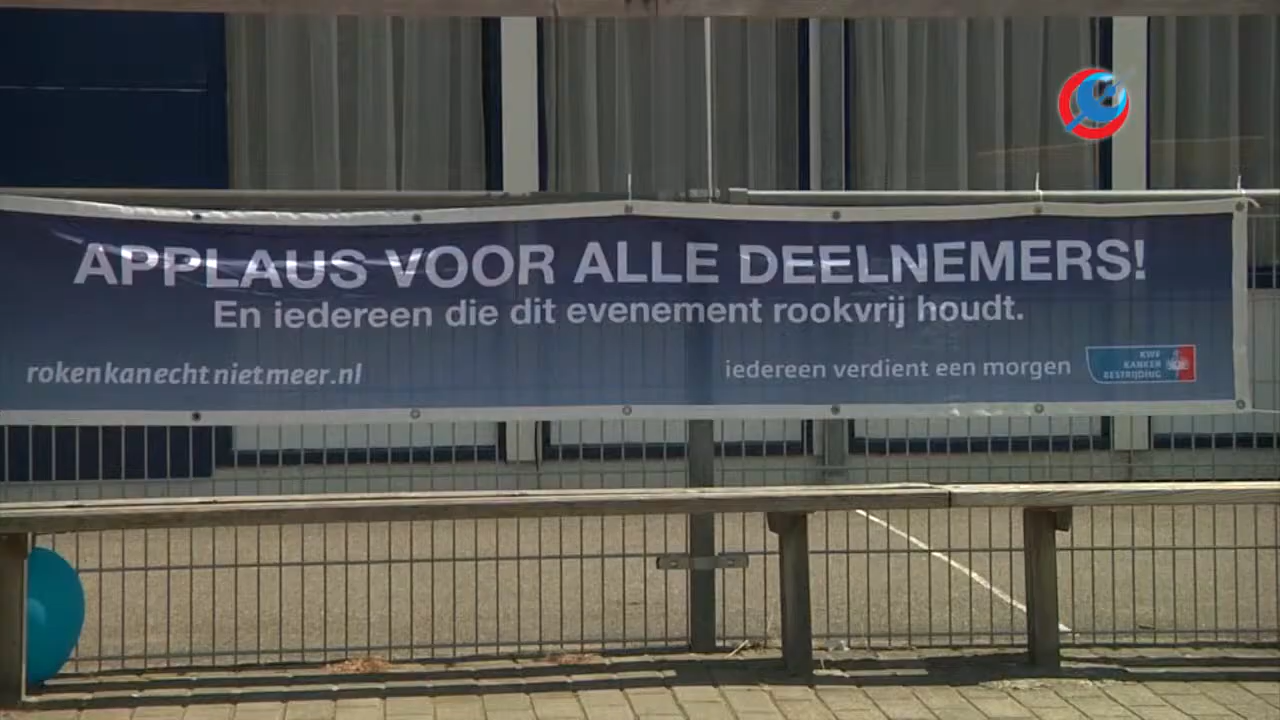 APPLAUS VOOR ALLE DEELNEMERS!
En iedereen die dit evenement rookvrij houdt.
rokenkanechtnietmeer.nl
iedereen verdient een morgen
KWF
KANKER
BESTRIJDING